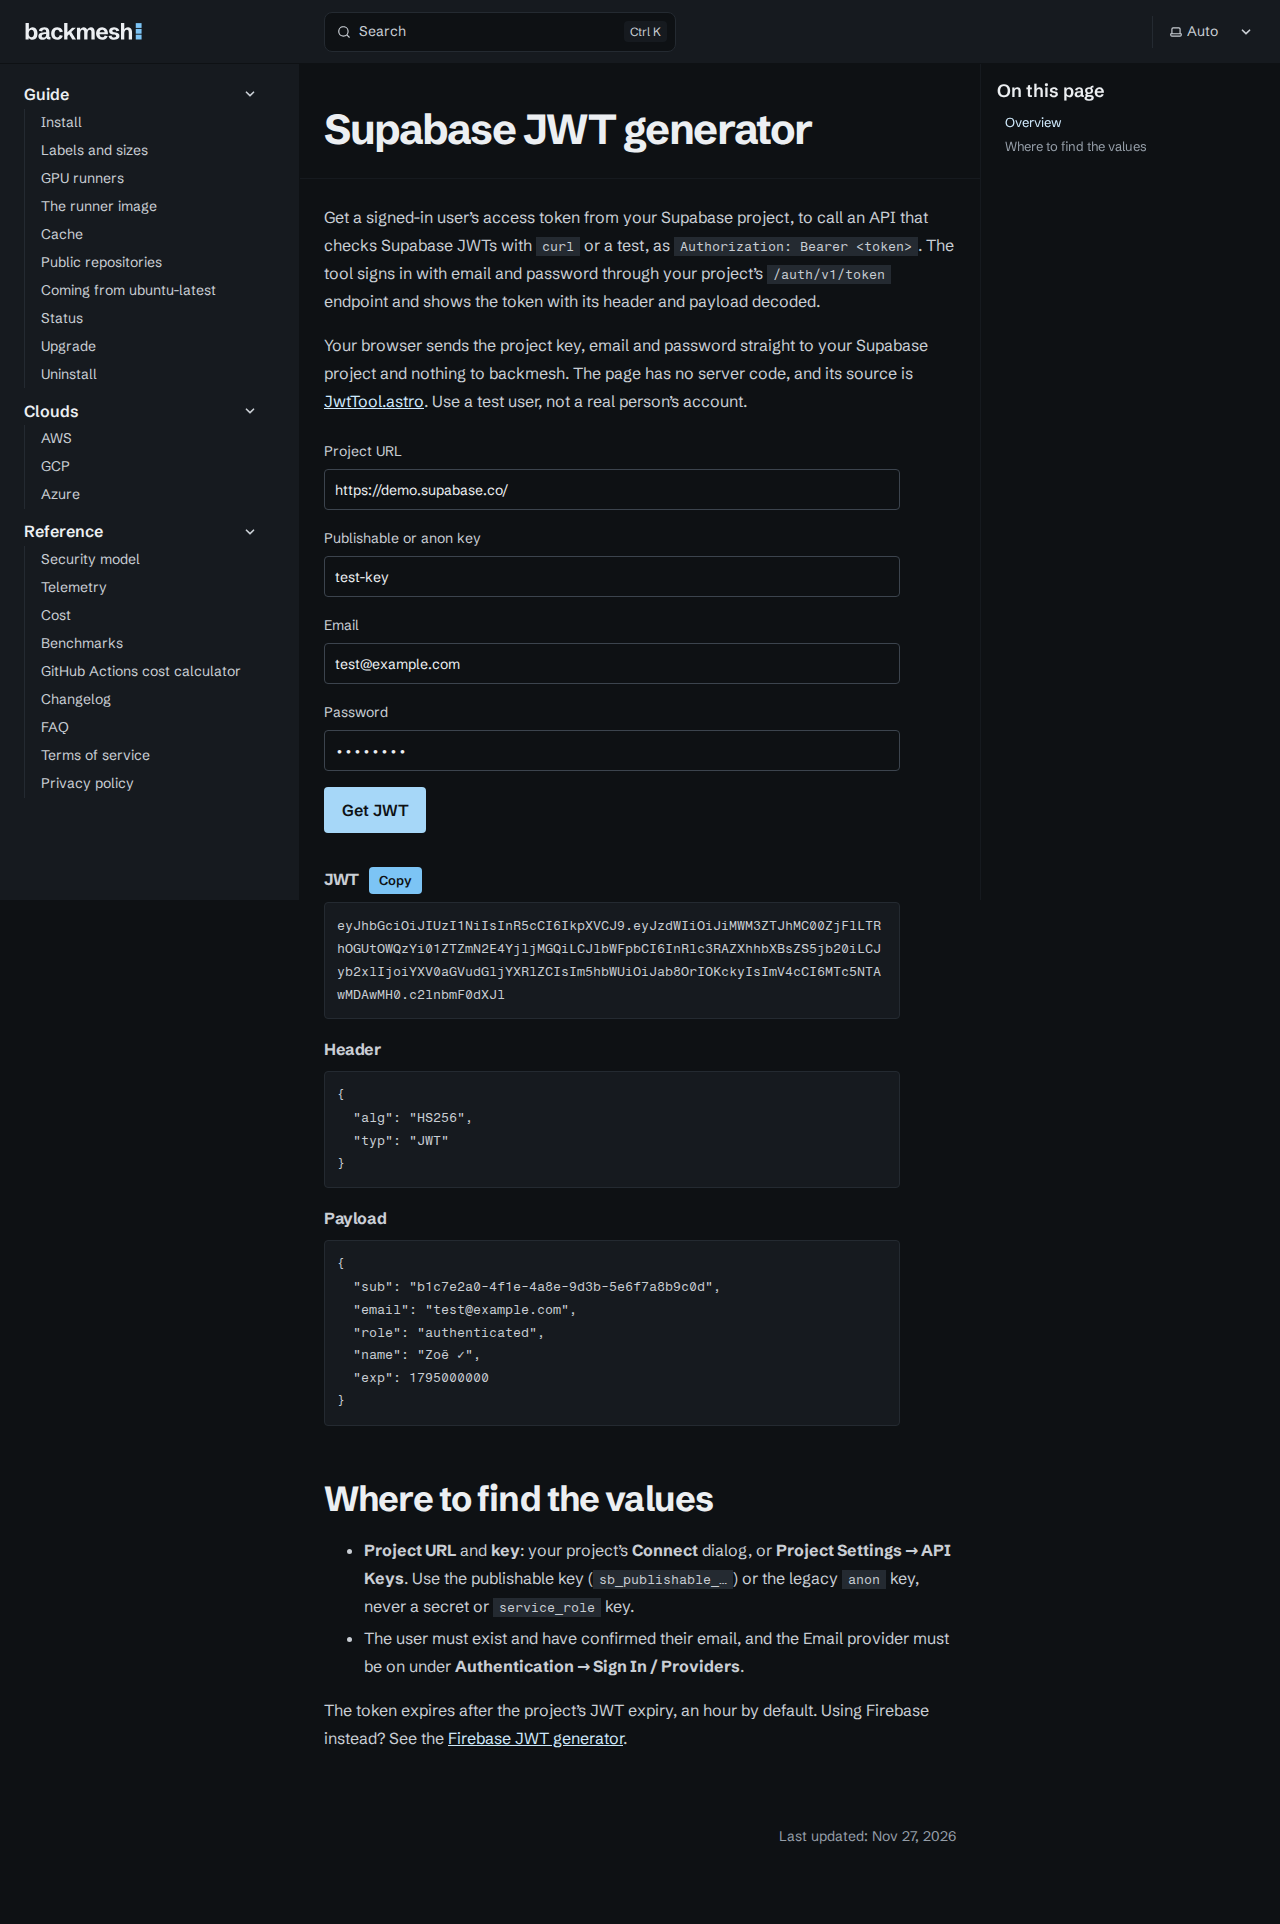 backmesh
Search
Ctrl K
Auto
Guide
Install
Labels and sizes
GPU runners
The runner image
Cache
Public repositories
Coming from ubuntu-latest
Status
Upgrade
Uninstall
Clouds
AWS
GCP
Azure
Reference
Security model
Telemetry
Cost
Benchmarks
GitHub Actions cost calculator
Changelog
FAQ
Terms of service
Privacy policy
Supabase JWT generator
Get a signed-in user’s access token from your Supabase project, to call an API that
checks Supabase JWTs with curl or a test, as Authorization: Bearer <token>. The
tool signs in with email and password through your project’s /auth/v1/token
endpoint and shows the token with its header and payload decoded.
Your browser sends the project key, email and password straight to your Supabase
project and nothing to backmesh. The page has no server code, and its source is
JwtTool.astro. Use a test user, not a real person’s account.
Project URL
https://demo.supabase.co/
Publishable or anon key
test-key
Email
test@example.com
Password
••••••••
Get JWT
JWT
Copy
eyJhbGciOiJIUzI1NiIsInR5cCI6IkpXVCJ9.eyJzdWIiOiJiMWM3ZTJhMC00ZjFlLTR
hOGUtOWQzYi01ZTZmN2E4YjljMGQiLCJlbWFpbCI6InRlc3RAZXhhbXBsZS5jb20iLCJ
yb2xlIjoiYXV0aGVudGljYXRlZCIsIm5hbWUiOiJab8OrIOKckyIsImV4cCI6MTc5NTA
wMDAwMH0.c2lnbmF0dXJl
Header
{
"alg": "HS256",
"typ": "JWT"
}
Payload
{
"sub": "b1c7e2a0-4f1e-4a8e-9d3b-5e6f7a8b9c0d",
"email": "test@example.com",
"role": "authenticated",
"name": "Zoë ✓",
"exp": 1795000000
}
Where to find the values
• Project URL and key: your project’s Connect dialog, or Project Settings → API
Keys. Use the publishable key (sb_publishable_…) or the legacy anon key,
never a secret or service_role key.
• The user must exist and have confirmed their email, and the Email provider must
be on under Authentication → Sign In / Providers.
The token expires after the project’s JWT expiry, an hour by default. Using Firebase
instead? See the Firebase JWT generator.
Last updated: Nov 27, 2026
On this page
Overview
Where to find the values